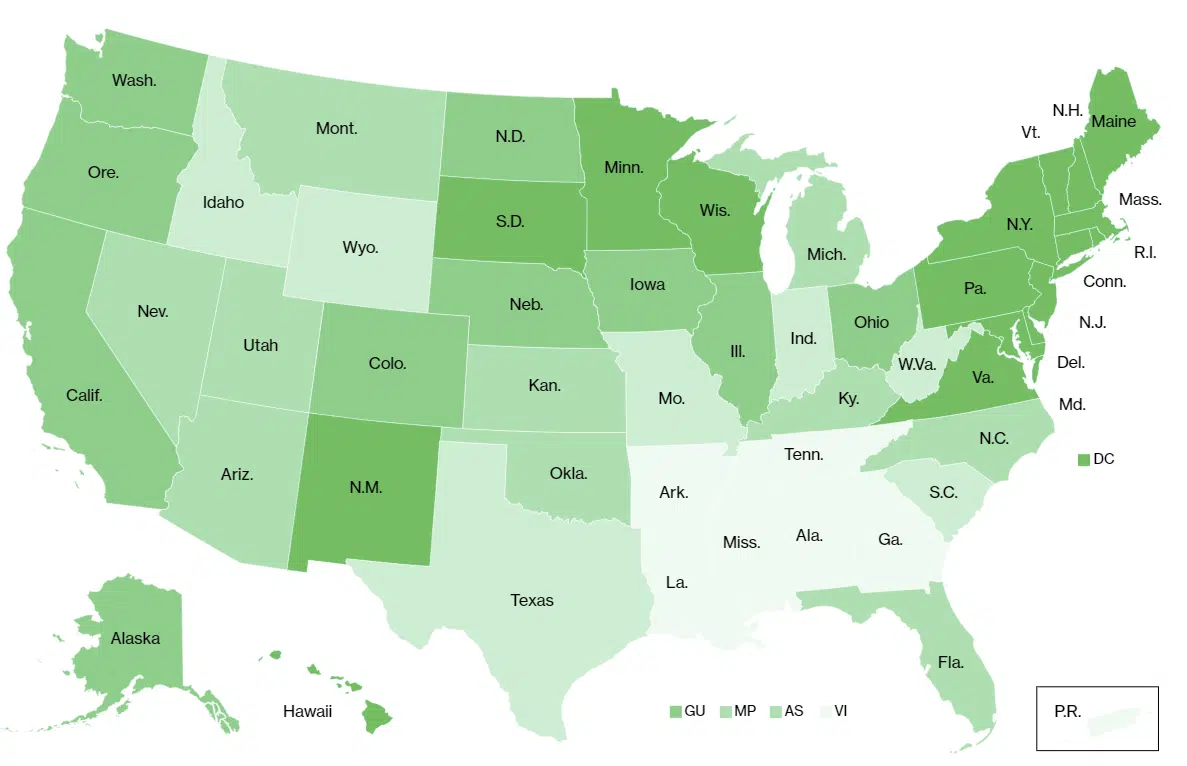 Wash.
Mont.
N.D.
Minn.
N.H.
Maine
Vt.
Ore.
Idaho
Wyo.
S.D.
Wis.
Mich.
N.Y.
Mass.
R.I.
Conn.
Nev.
Utah
Colo.
Neb.
Iowa
Ill.
Ind.
Ohio
Pa.
N.J.
Calif.
Kan.
Mo.
Ky.
W.Va.
Va.
Del.
Md.
Ariz.
N.M.
Okla.
Ark.
Tenn.
N.C.
DC
S.C.
Texas
La.
Miss.
Ala.
Ga.
Fla.
Alaska
Hawaii
GU MP AS VI
P.R.